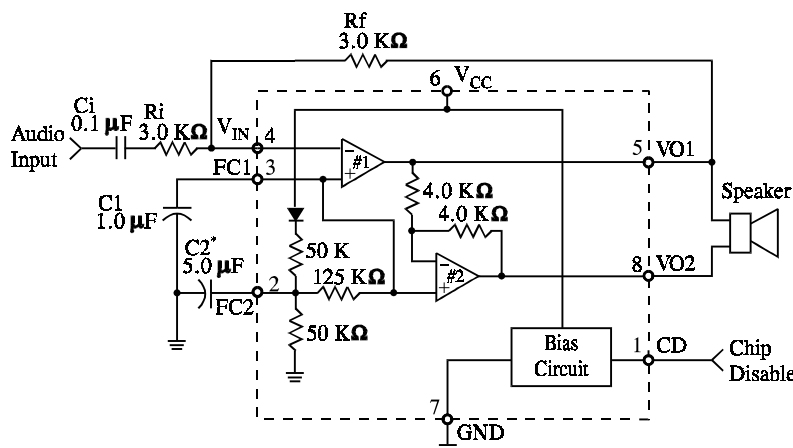 Rf
3.0 KΩ
6 VCC
Ci
0.1 µF
Ri
3.0 KΩ
VIN
4
Audio
Input
FC1
3
#1
5 VO1
C1
1.0 µF
4.0 KΩ
4.0 KΩ
Speaker
C2*
5.0 µF
50 K
125 KΩ
#2
8 VO2
2
FC2
50 KΩ
Bias
Circuit
1 CD
Chip
Disable
7
GND